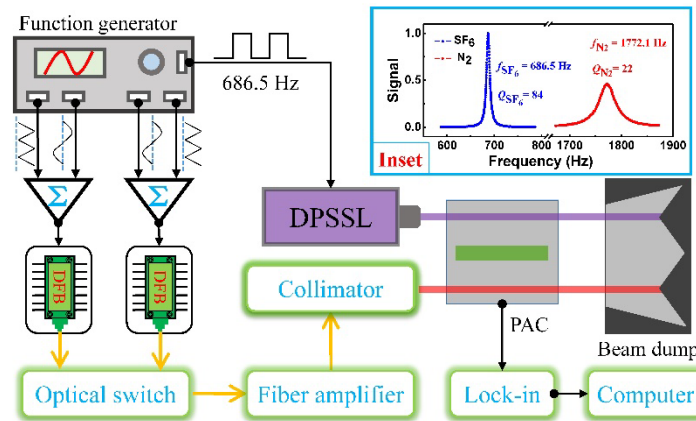 Function generator
686.5 Hz
Σ
Σ
DFB
DFB
DPSSL
Collimator
PAC
Beam dump
Optical switch
Fiber amplifier
Lock-in
Computer
SF6
N2
fN2 = 1772.1 Hz
fSF6 = 686.5 Hz
QN2 = 22
QSF6 = 84
Signal
1.0
0.5
0.0
600
700
1800
1900
Frequency (Hz)
Inset